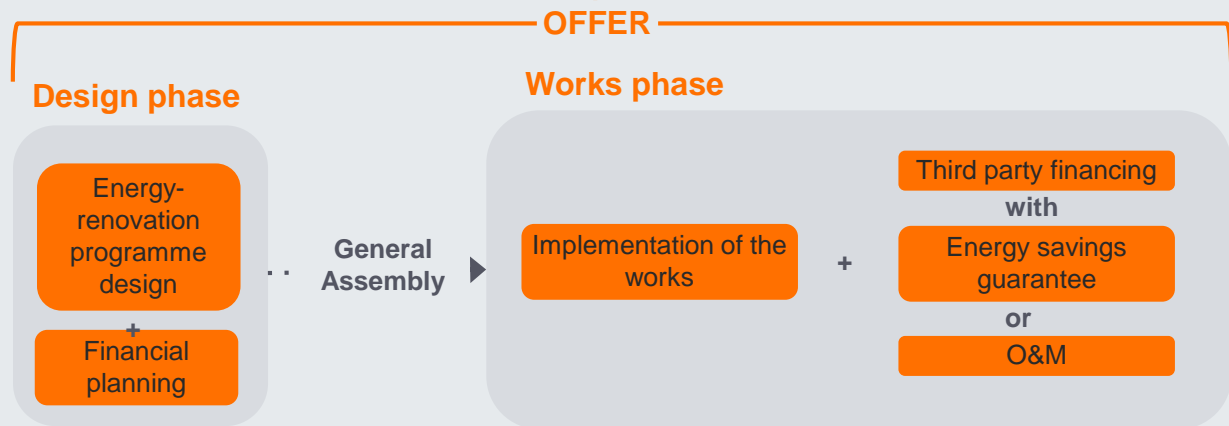 OFFER
Design phase
Energy-
renovation
programme
design
+
Financial
planning
. .
General
Assembly
Works phase
Implementation of the
works
+
Third party financing
with
Energy savings
guarantee
or
O&M